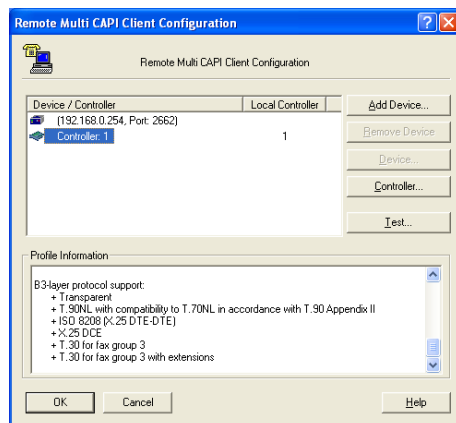 Remote Multi CAPI Client Configuration
Remote Multi CAPI Client Configuration
Device / Controller Local Controller
(192.168.0.254, Port: 2662)
Controller: 1 1
Add Device...
Remove Device
Device...
Controller...
Test...
Profile Information
B3-layer protocol support:
+ Transparent
+ T.90NL with compatibility to T.70NL in accordance with T.90 Appendix II
+ ISO 8208 (X.25 DTE-DTE)
+ X.25 DCE
+ T.30 for fax group 3
+ T.30 for fax group 3 with extensions
OK Cancel Help